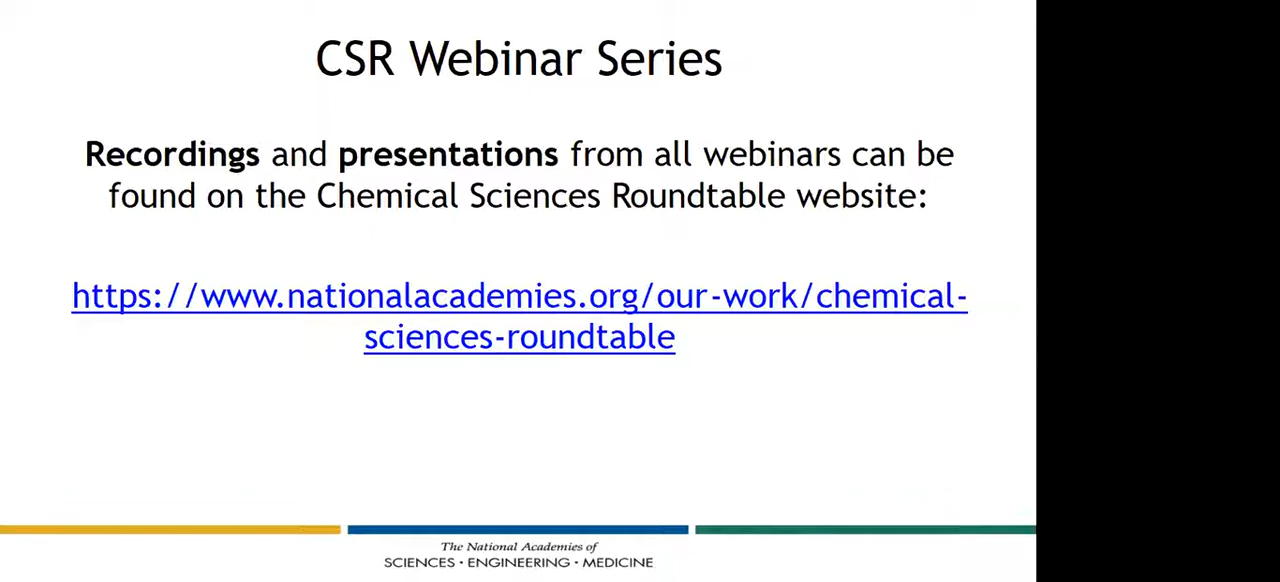 CSR Webinar Series
Recordings and presentations from all webinars can be
found on the Chemical Sciences Roundtable website:
https://www.nationalacademies.org/our-work/chemical-
sciences-roundtable
The National Academies of
SCIENCES · ENGINEERING · MEDICINE